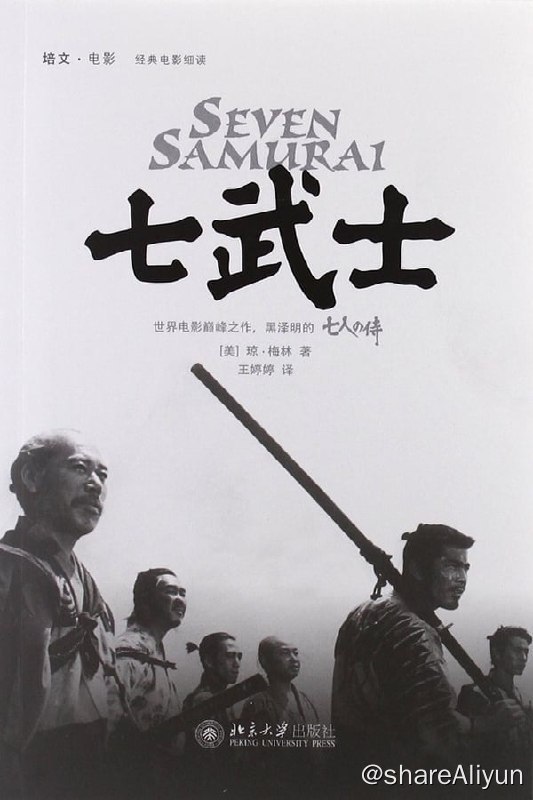 培文·电影 经典电影细读
SEVEN
SAMURAI
七武士
世界电影巅峰之作，黑泽明的 七人の侍
[美] 琼·梅林 著
王婷婷 译
北京大学出版社
PEKING UNIVERSITY PRESS
@shareAliyun